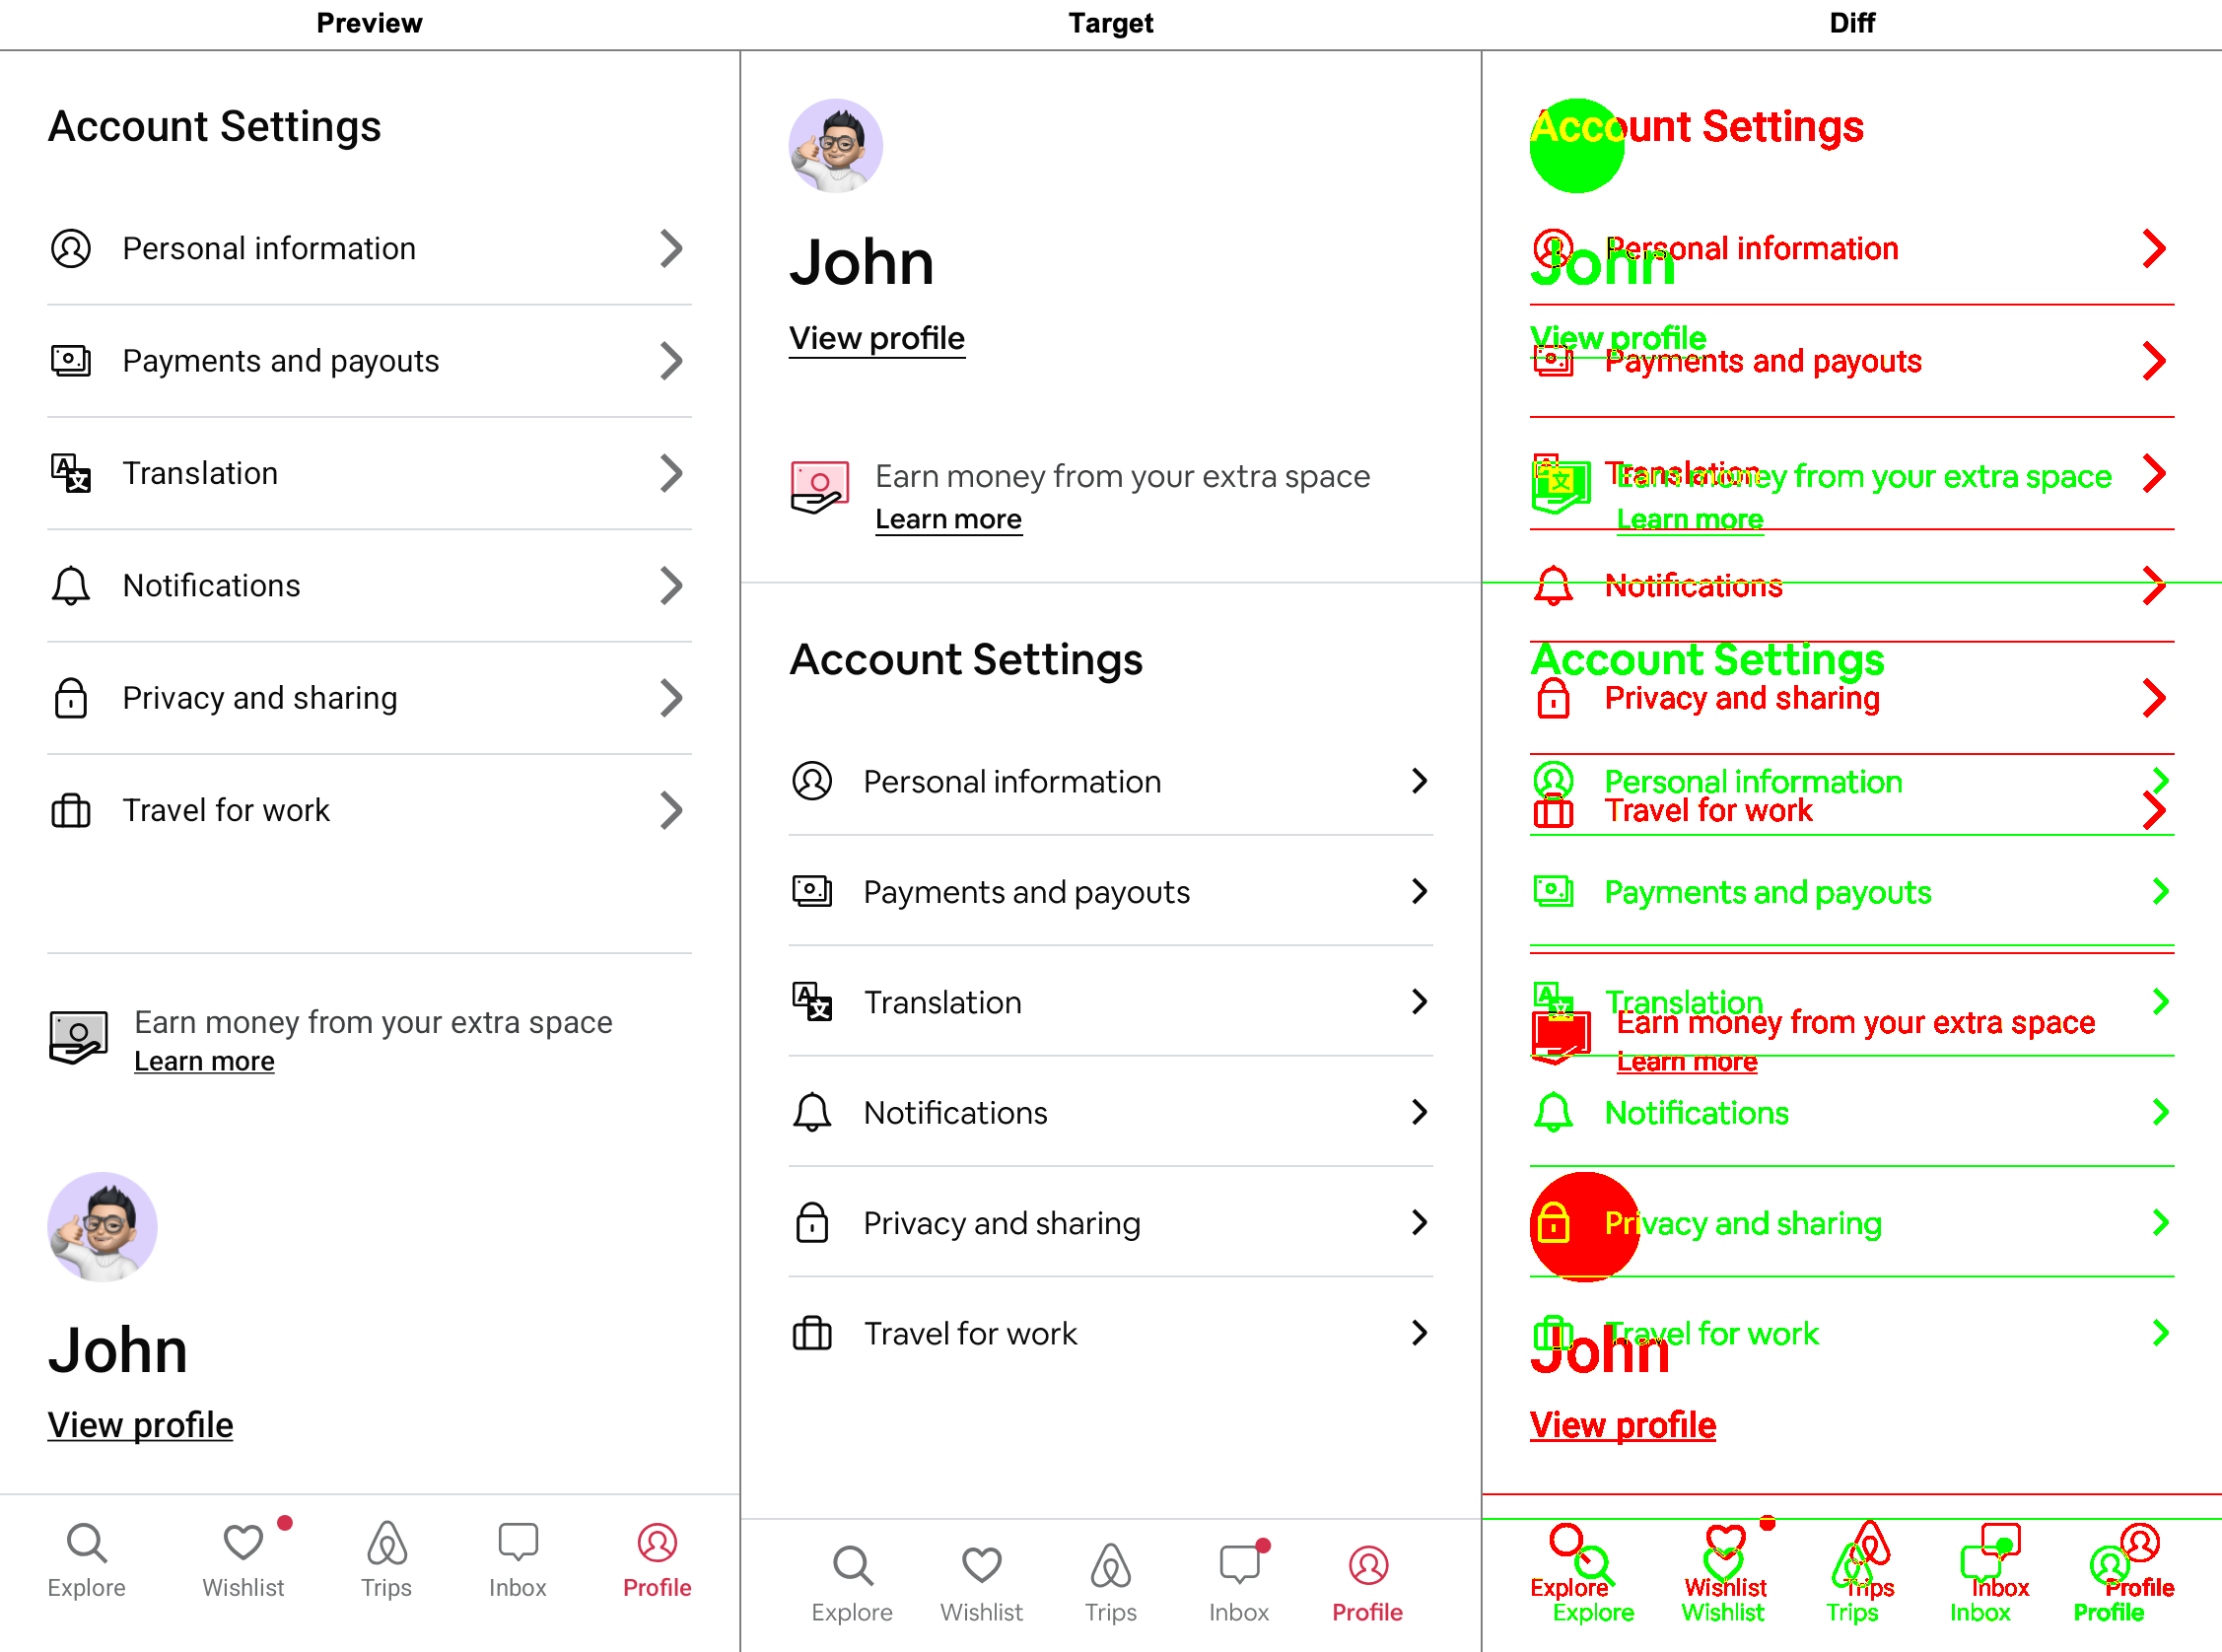 Preview
Account Settings
Personal information
Payments and payouts
A 文 Translation
Notifications
Privacy and sharing
Travel for work
Earn money from your extra space
Learn more
John
View profile
Explore Wishlist Trips Inbox Profile
Target
John
View profile
Earn money from your extra space
Learn more
Account Settings
Personal information
Payments and payouts
A 文 Translation
Notifications
Privacy and sharing
Travel for work
Explore Wishlist Trips Inbox Profile
Diff
Account Settings
Personal information
John
View profile
Payments and payouts
A 文 Translation
Earn money from your extra space
Learn more
Notifications
Account Settings
Privacy and sharing
Personal information
Travel for work
Payments and payouts
A 文 Translation
Earn money from your extra space
Learn more
Notifications
Privacy and sharing
Travel for work
John
View profile
Explore Wishlist Trips Inbox Profile
Explore Wishlist Trips Inbox Profile